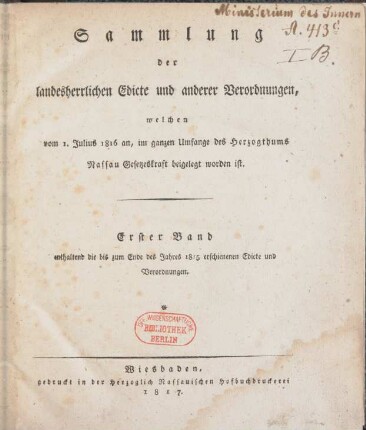 Ministerium des Innern
A. 413 c
I B.
Sammlung
der
landesherrlichen Edicte und anderer Verordnungen,
welchen
vom 1. Julius 1816 an, im ganzen Umfange des Herzogthums
Nassau Gesetzeskraft beigelegt worden ist.
Erster Band
enthaltend die bis zum Ende des Jahres erschienenen Edicte und
Verordnungen.
WISSENSCHAFTLICHE
BIBLIOTHEK
BERLIN
Wiesbaden,
gedruckt in der Herzoglich Nassauischen Hofbuchdruckerei
1817.